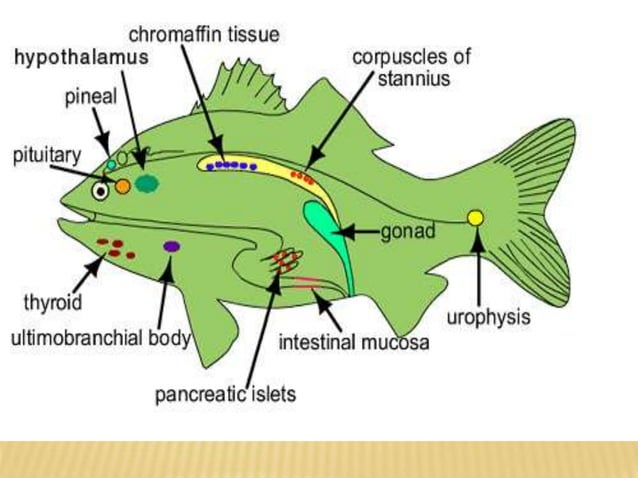 chromaffin tissue
hypothalamus
corpuscles of
stannius
pineal
pituitary
gonad
thyroid
urophysis
ultimobranchial body
intestinal mucosa
pancreatic islets